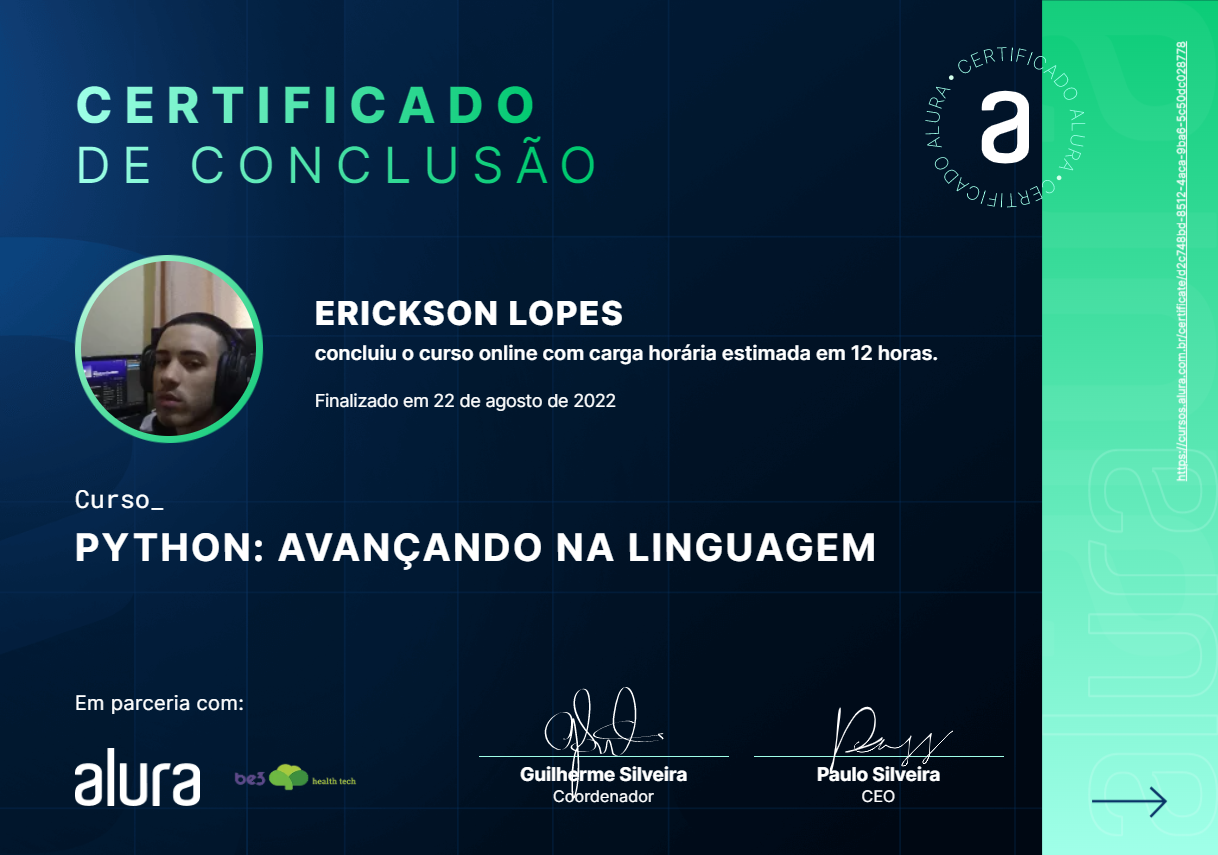 CERTIFICADO
DE CONCLUSÃO
CERTIFICADO ALURA • CERTIFICADO ALURA •
a
ERICKSON LOPES
concluiu o curso online com carga horária estimada em 12 horas.
Finalizado em 22 de agosto de 2022
Curso_
PYTHON: AVANÇANDO NA LINGUAGEM
Em parceria com:
alura
be3 health tech
Guilherme Silveira
Coordenador
Paulo Silveira
CEO
https://cursos.alura.com.br/certificate/d2c748bd-8512-4aca-9ba6-5c50dc028778
alura